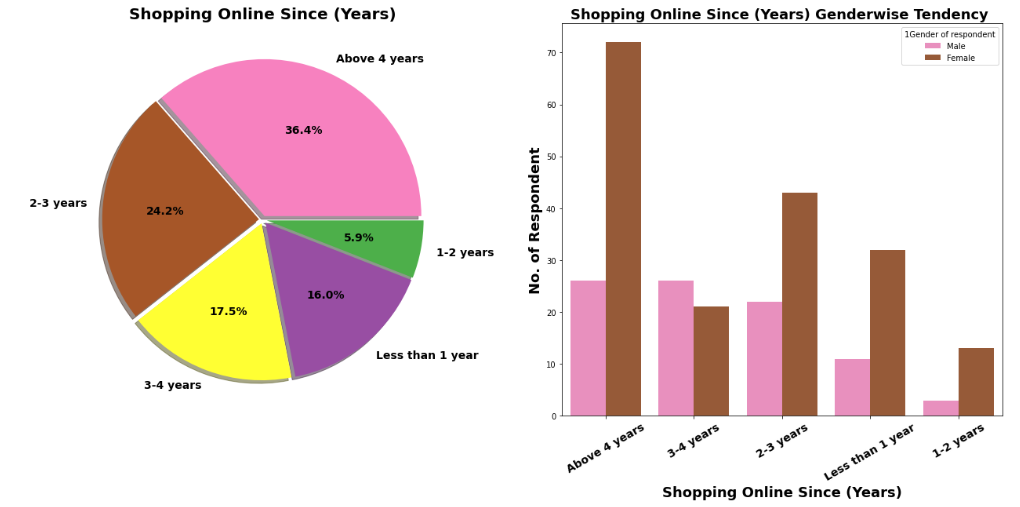 Shopping Online Since (Years)
Above 4 years
36.4%
2-3 years
24.2%
5.9%
1-2 years
16.0%
17.5%
Less than 1 year
3-4 years
Shopping Online Since (Years) Genderwise Tendency
1Gender of respondent
Male
Female
No. of Respondent
70
60
50
40
30
20
10
0
Above 4 years
3-4 years
2-3 years
Less than 1 year
1-2 years
Shopping Online Since (Years)